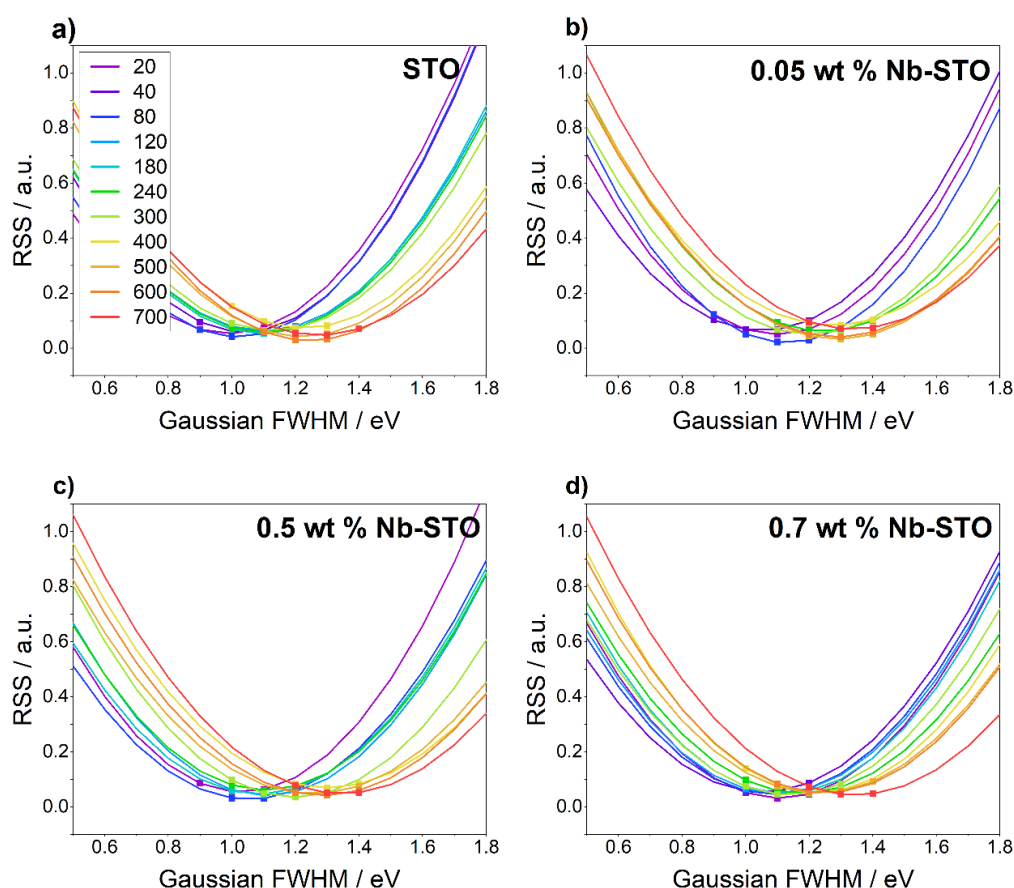 a)
STO
1.0
0.8
0.6
0.4
0.2
0.0
RSS / a.u.
20
40
80
120
180
240
300
400
500
600
700
0.6 0.8 1.0 1.2 1.4 1.6 1.8
Gaussian FWHM / eV
b)
0.05 wt % Nb-STO
1.0
0.8
0.6
0.4
0.2
0.0
RSS / a.u.
0.6 0.8 1.0 1.2 1.4 1.6 1.8
Gaussian FWHM / eV
c)
0.5 wt % Nb-STO
1.0
0.8
0.6
0.4
0.2
0.0
RSS / a.u.
0.6 0.8 1.0 1.2 1.4 1.6 1.8
Gaussian FWHM / eV
d)
0.7 wt % Nb-STO
1.0
0.8
0.6
0.4
0.2
0.0
RSS / a.u.
0.6 0.8 1.0 1.2 1.4 1.6 1.8
Gaussian FWHM / eV